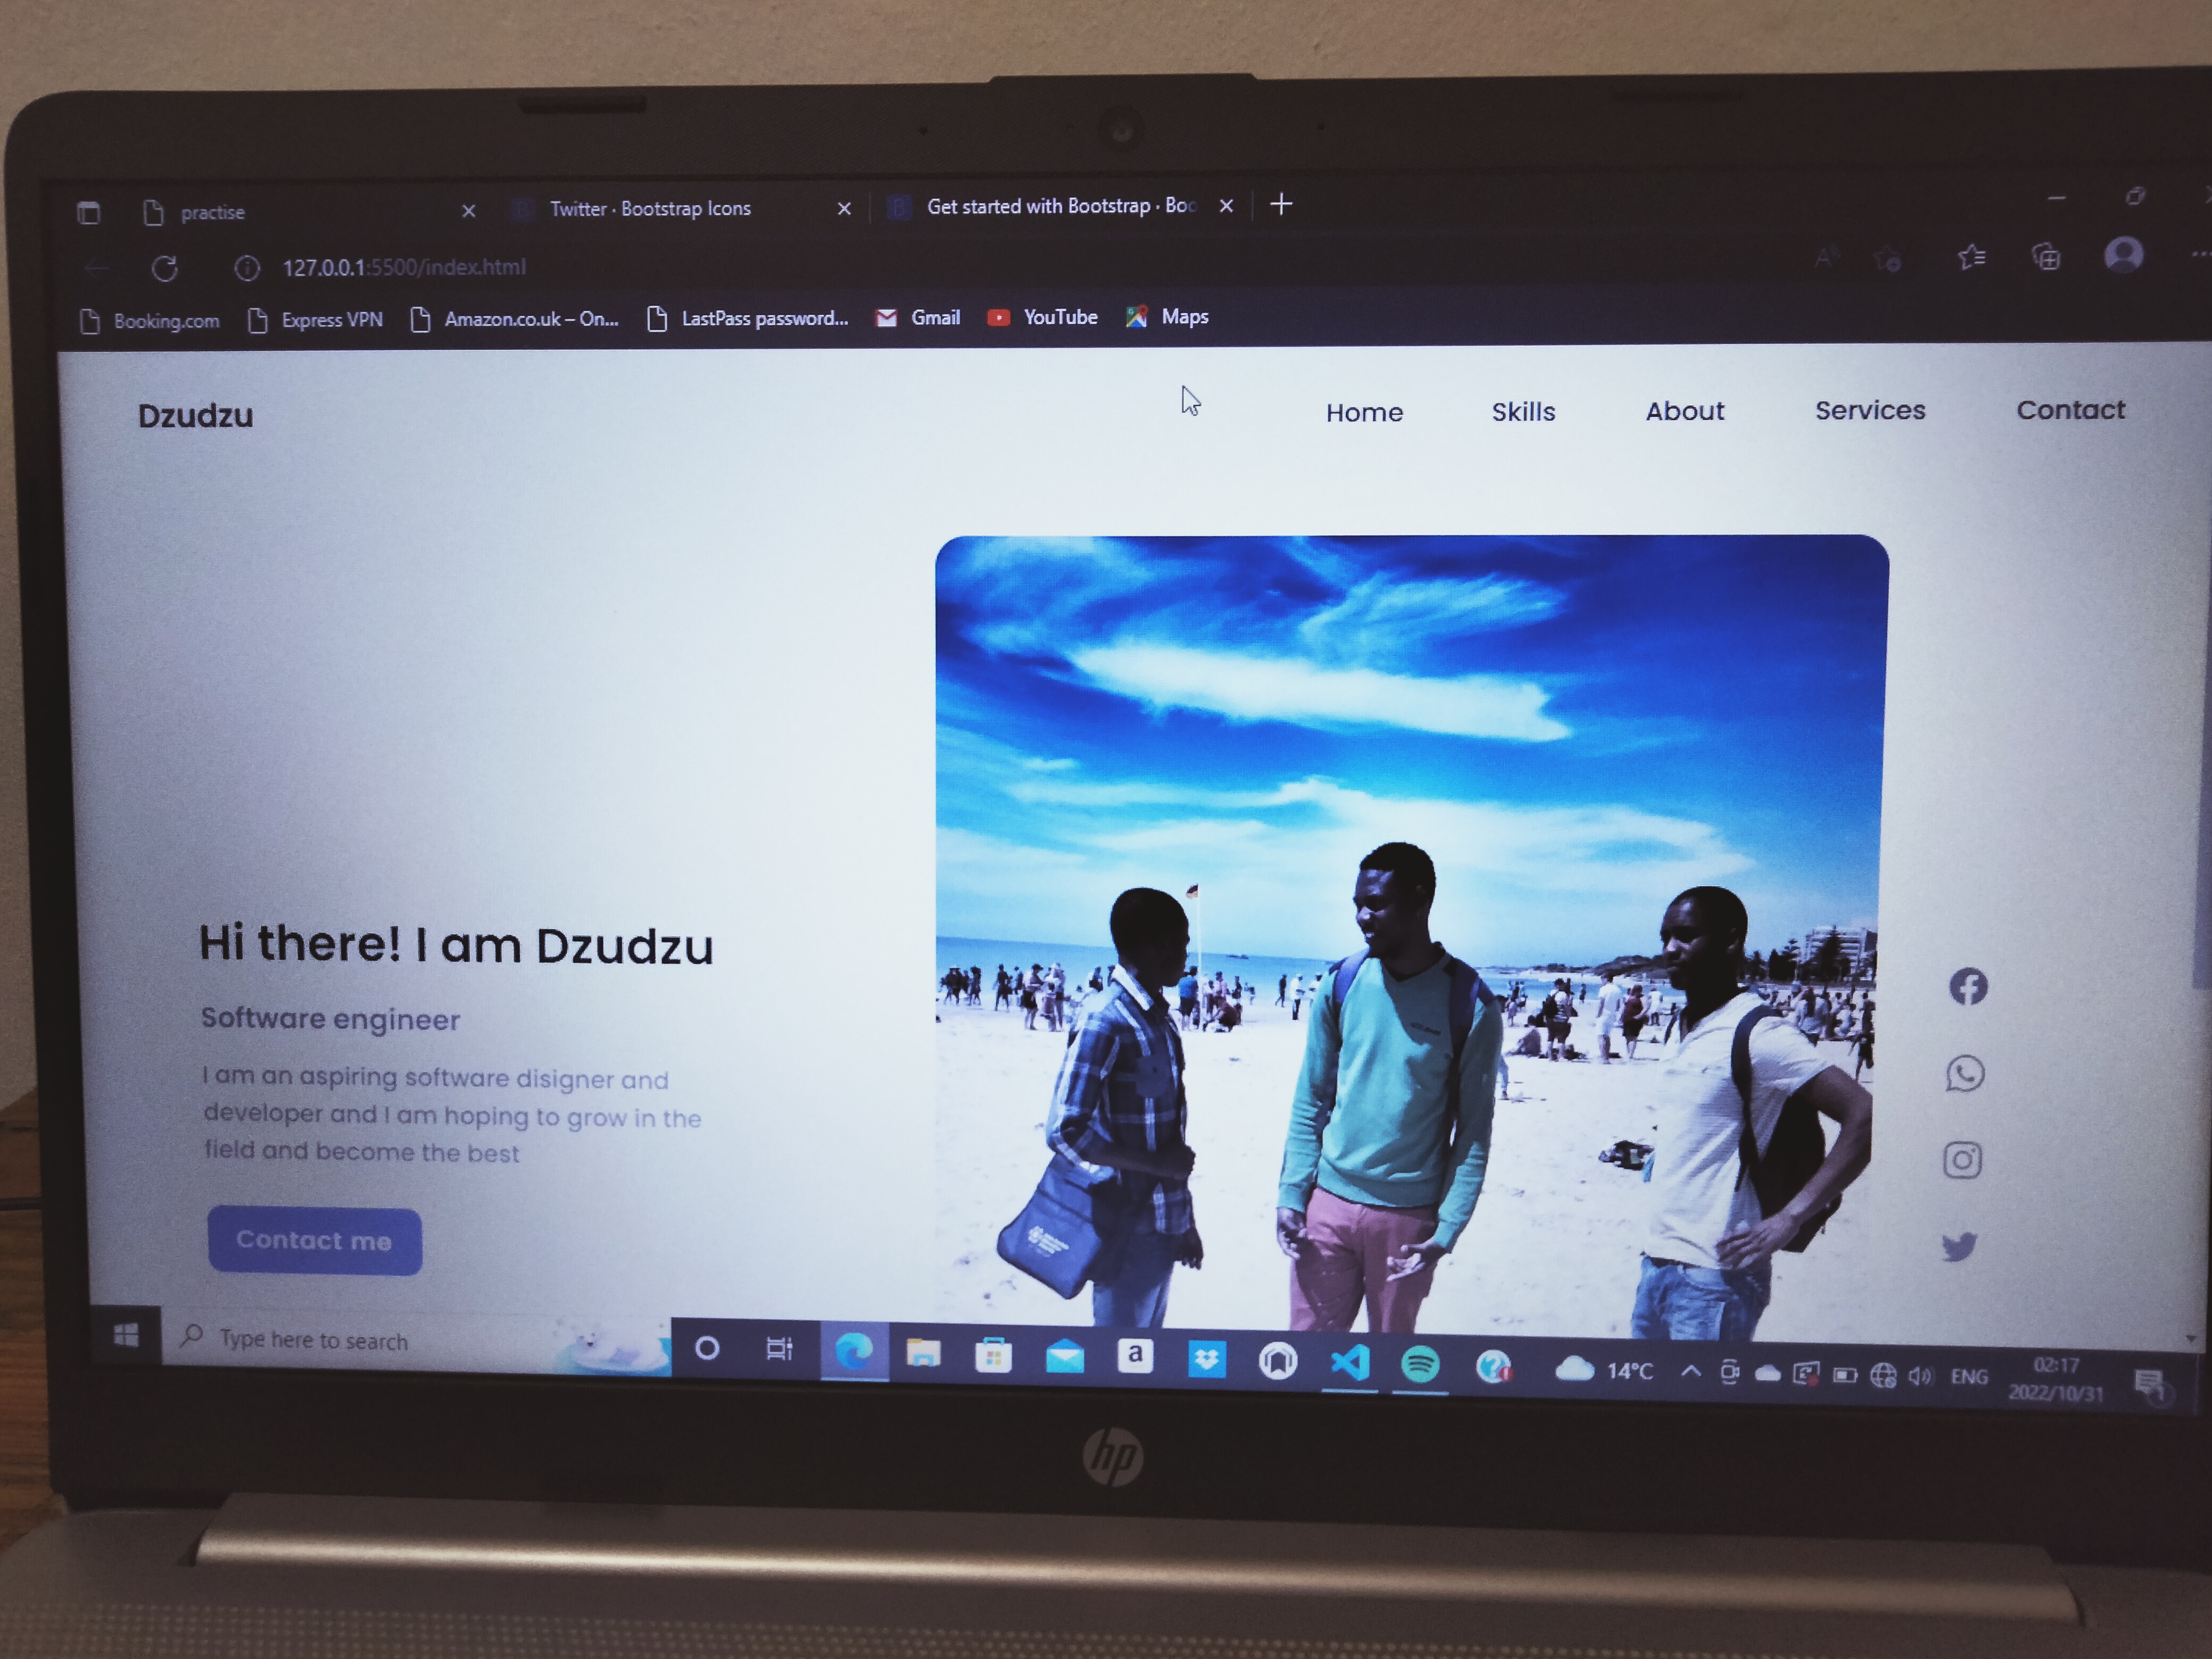 practise
Twitter · Bootstrap Icons
Get started with Bootstrap · Boo
127.0.0.1:5500/index.html
Booking.com
Express VPN
Amazon.co.uk – On...
LastPass password...
Gmail
YouTube
Maps
Dzudzu
Home
Skills
About
Services
Contact
Hi there! I am Dzudzu
Software engineer
I am an aspiring software disigner and
developer and I am hoping to grow in the
field and become the best
Contact me
Type here to search
a
14°C
ENG
02:17
2022/10/31
1
hp